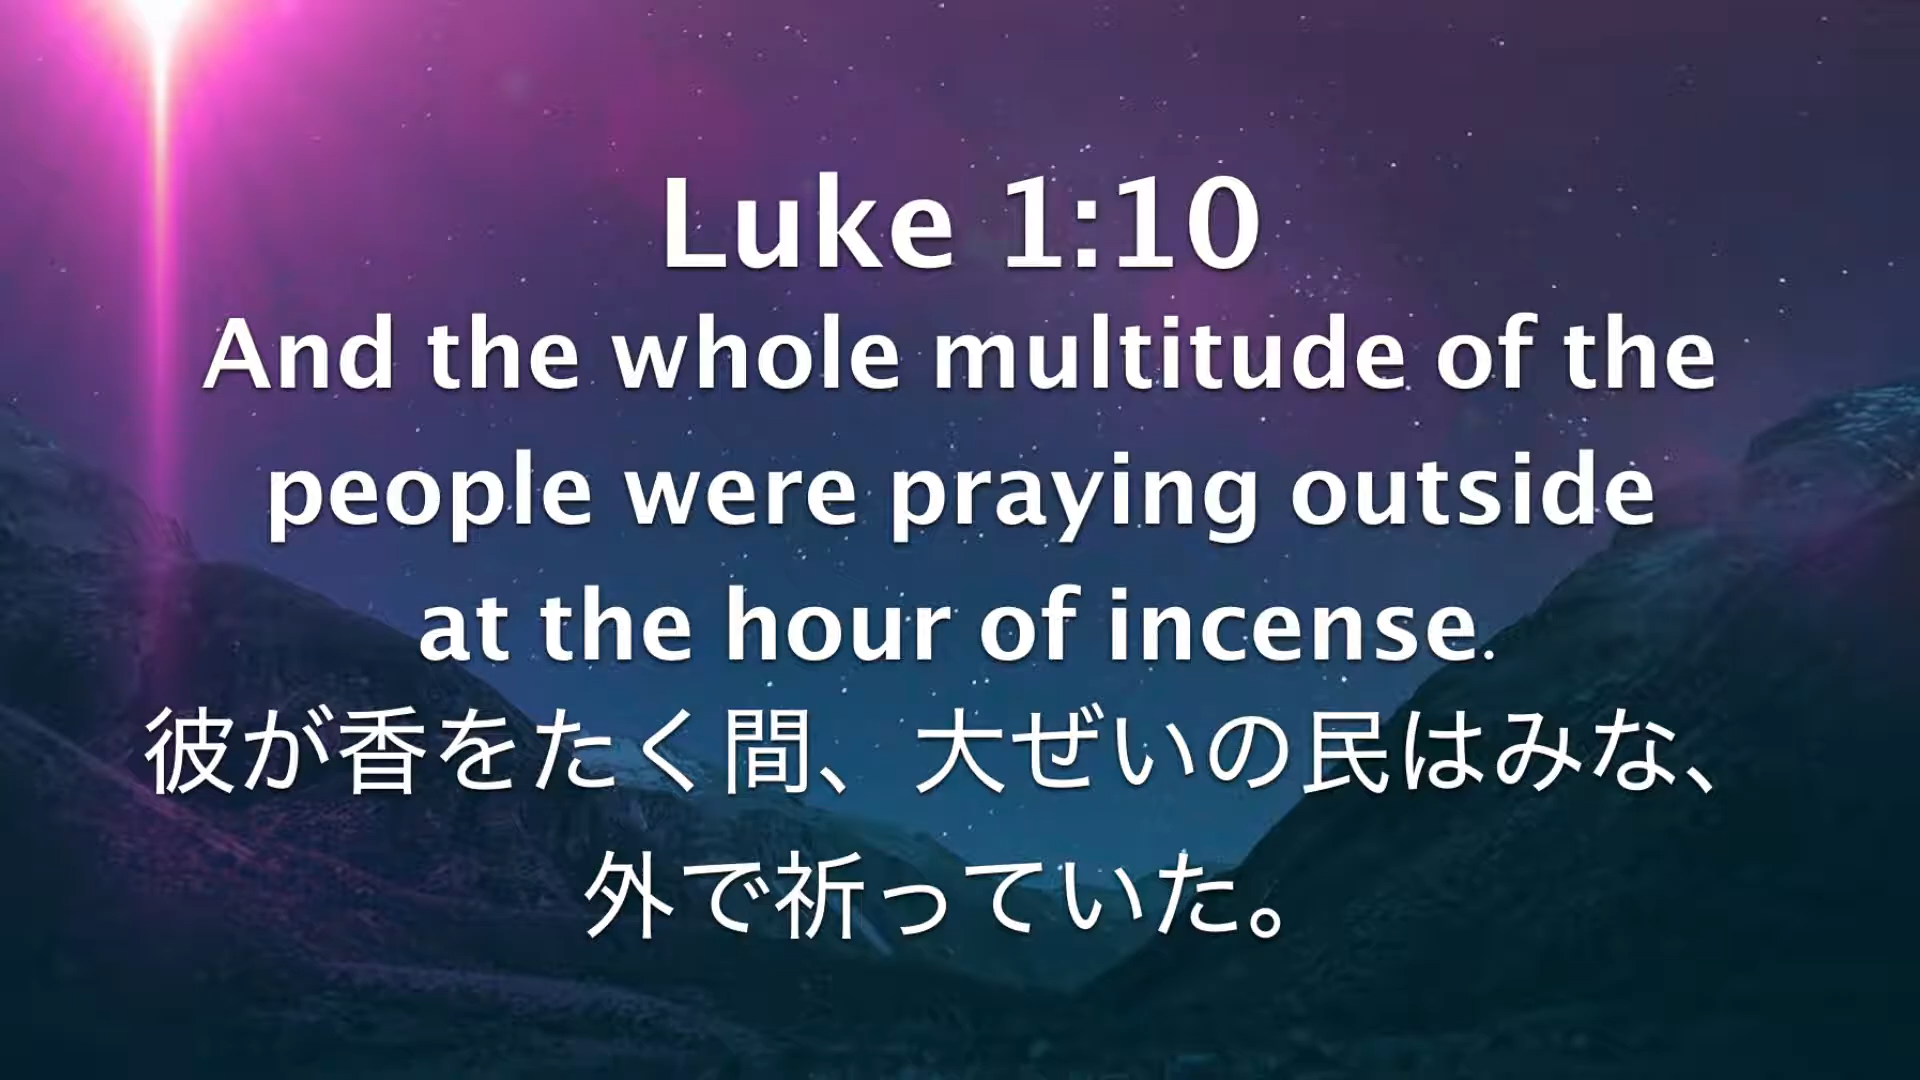 Luke 1:10
And the whole multitude of the
people were praying outside
at the hour of incense.
彼が香をたく間、大ぜいの民はみな、
外で祈っていた。